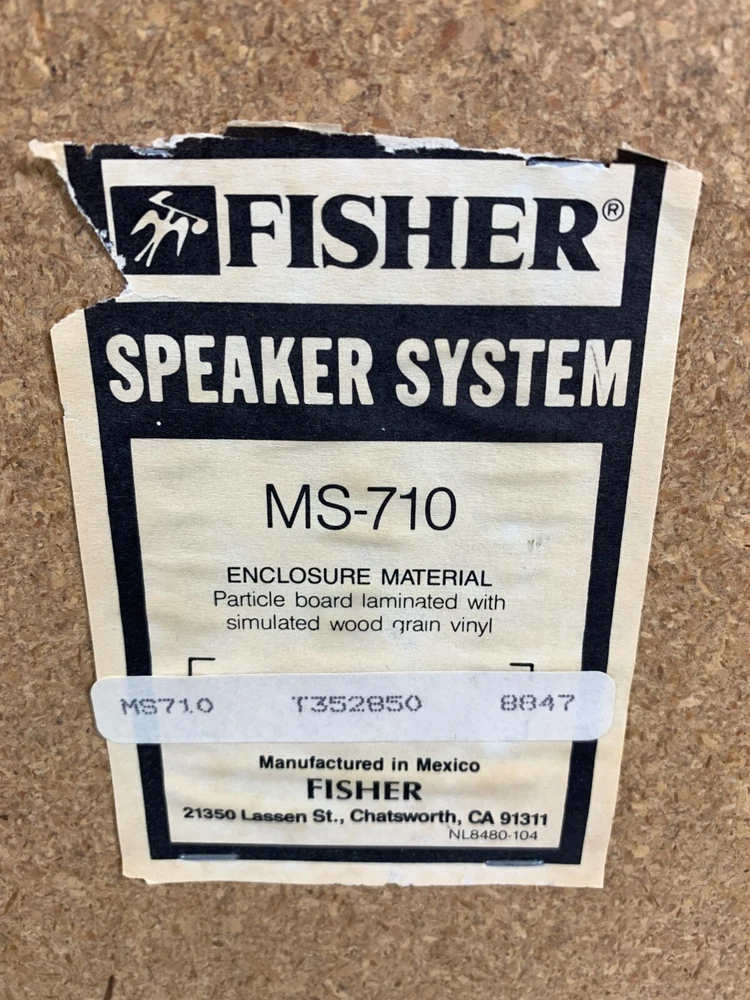 FISHER®
SPEAKER SYSTEM
MS-710
ENCLOSURE MATERIAL
Particle board laminated with
simulated wood grain vinyl
MS710 T352850 8847
Manufactured in Mexico
FISHER
21350 Lassen St., Chatsworth, CA 91311
NL8480-104